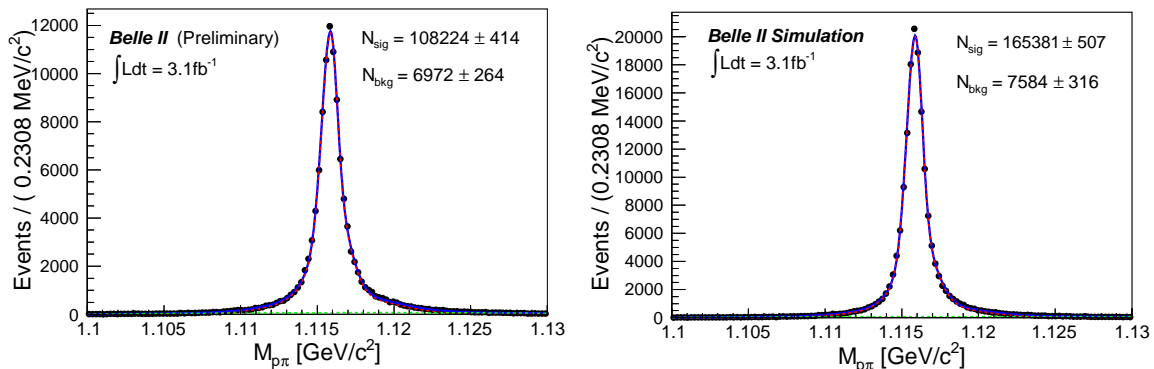 Belle II (Preliminary)
∫Ldt = 3.1fb⁻¹
N_sig = 108224 ± 414
N_bkg = 6972 ± 264
Events / ( 0.2308 MeV/c²)
12000
10000
8000
6000
4000
2000
0
1.1 1.105 1.11 1.115 1.12 1.125 1.13
M_pπ [GeV/c²]
Belle II Simulation
∫Ldt = 3.1fb⁻¹
N_sig = 165381 ± 507
N_bkg = 7584 ± 316
Events / (0.2308 MeV/c²)
20000
18000
16000
14000
12000
10000
8000
6000
4000
2000
0
1.1 1.105 1.11 1.115 1.12 1.125 1.13
M_pπ [GeV/c²]